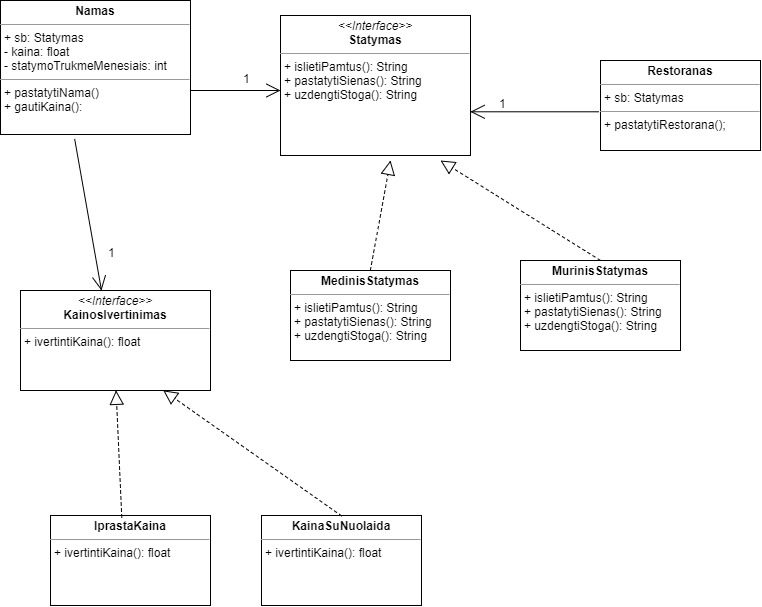 Namas
+ sb: Statymas
- kaina: float
- statymoTrukmeMenesiais: int
+ pastatytiNama()
+ gautiKaina():
1
<<Interface>>
Statymas
+ islietiPamtus(): String
+ pastatytiSienas(): String
+ uzdengtiStoga(): String
1
Restoranas
+ sb: Statymas
+ pastatytiRestorana();
1
<<Interface>>
KainosIvertinimas
+ ivertintiKaina(): float
MedinisStatymas
+ islietiPamtus(): String
+ pastatytiSienas(): String
+ uzdengtiStoga(): String
MurinisStatymas
+ islietiPamtus(): String
+ pastatytiSienas(): String
+ uzdengtiStoga(): String
IprastaKaina
+ ivertintiKaina(): float
KainaSuNuolaida
+ ivertintiKaina(): float